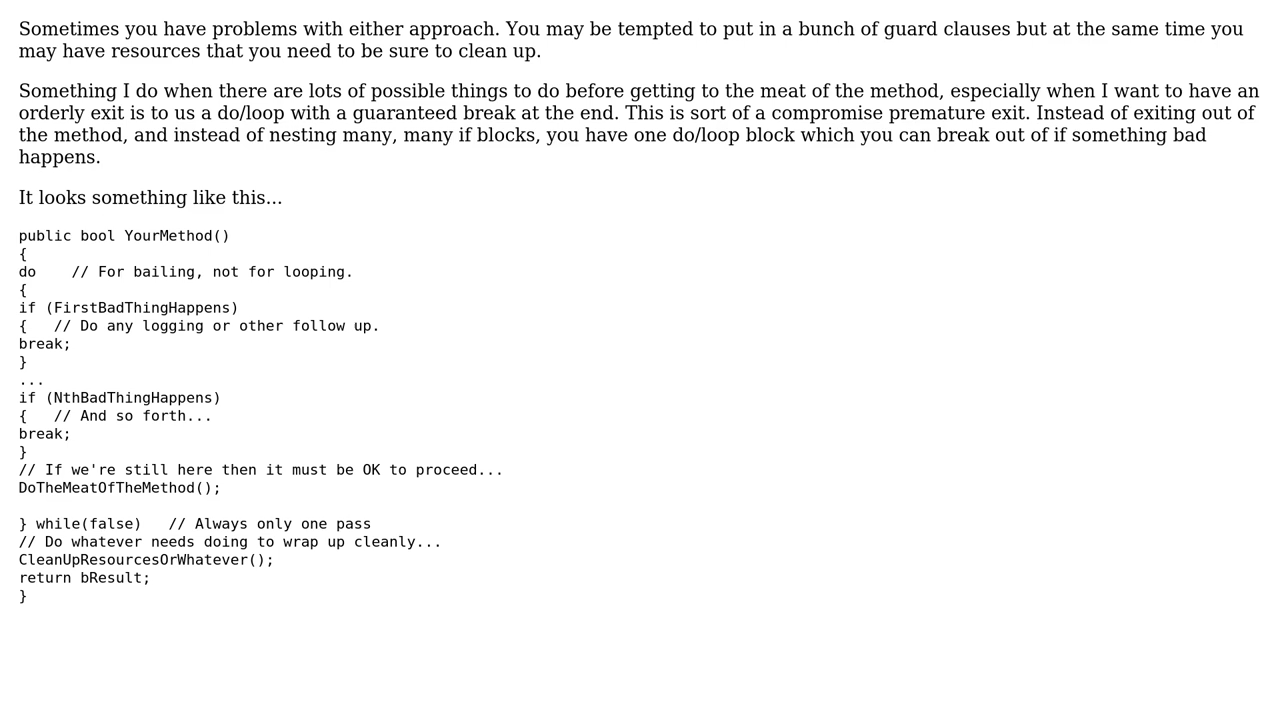 Sometimes you have problems with either approach. You may be tempted to put in a bunch of guard clauses but at the same time you
may have resources that you need to be sure to clean up.
Something I do when there are lots of possible things to do before getting to the meat of the method, especially when I want to have an
orderly exit is to us a do/loop with a guaranteed break at the end. This is sort of a compromise premature exit. Instead of exiting out of
the method, and instead of nesting many, many if blocks, you have one do/loop block which you can break out of if something bad
happens.
It looks something like this...
public bool YourMethod()
{
do    // For bailing, not for looping.
{
if (FirstBadThingHappens)
{   // Do any logging or other follow up.
break;
}
...
if (NthBadThingHappens)
{   // And so forth...
break;
}
// If we're still here then it must be OK to proceed...
DoTheMeatOfTheMethod();
} while(false)   // Always only one pass
// Do whatever needs doing to wrap up cleanly...
CleanUpResourcesOrWhatever();
return bResult;
}